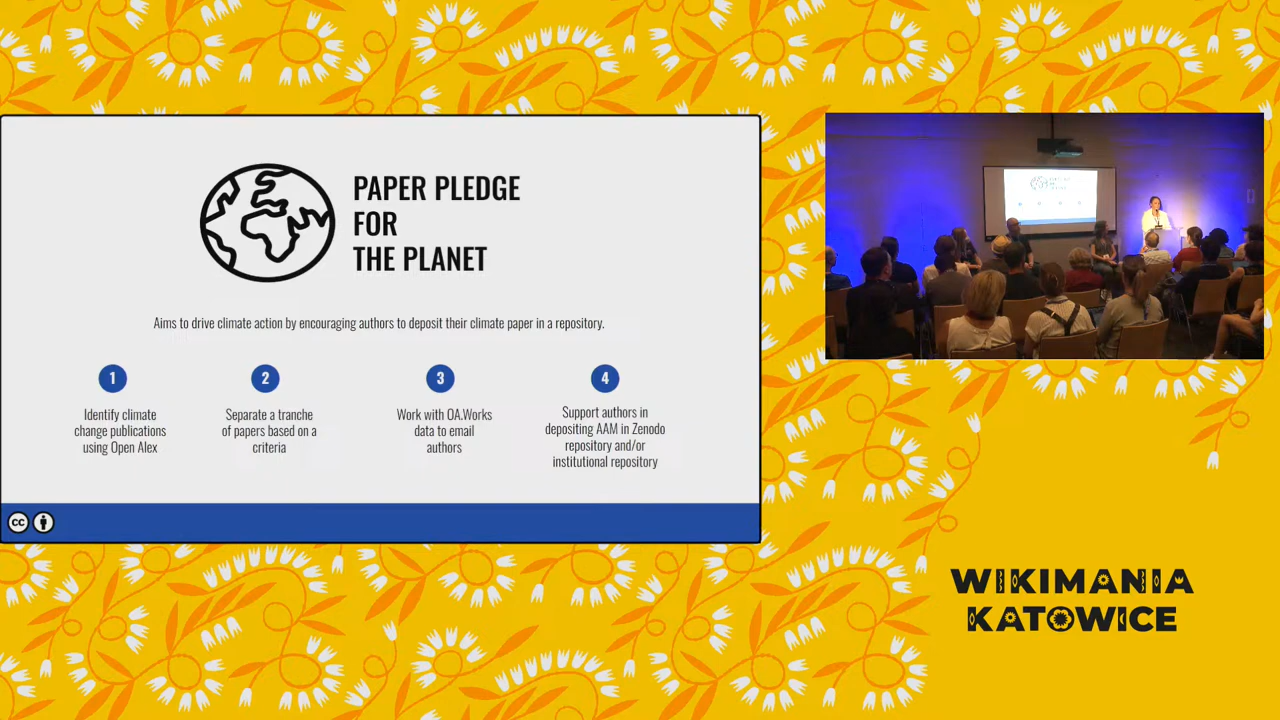 PAPER PLEDGE
FOR
THE PLANET
Aims to drive climate action by encouraging authors to deposit their climate paper in a repository.
1
Identify climate
change publications
using Open Alex
2
Separate a tranche
of papers based on a
criteria
3
Work with OA.Works
data to email
authors
4
Support authors in
depositing AAM in Zenodo
repository and/or
institutional repository
cc
WIKIMANIA
KATOWICE